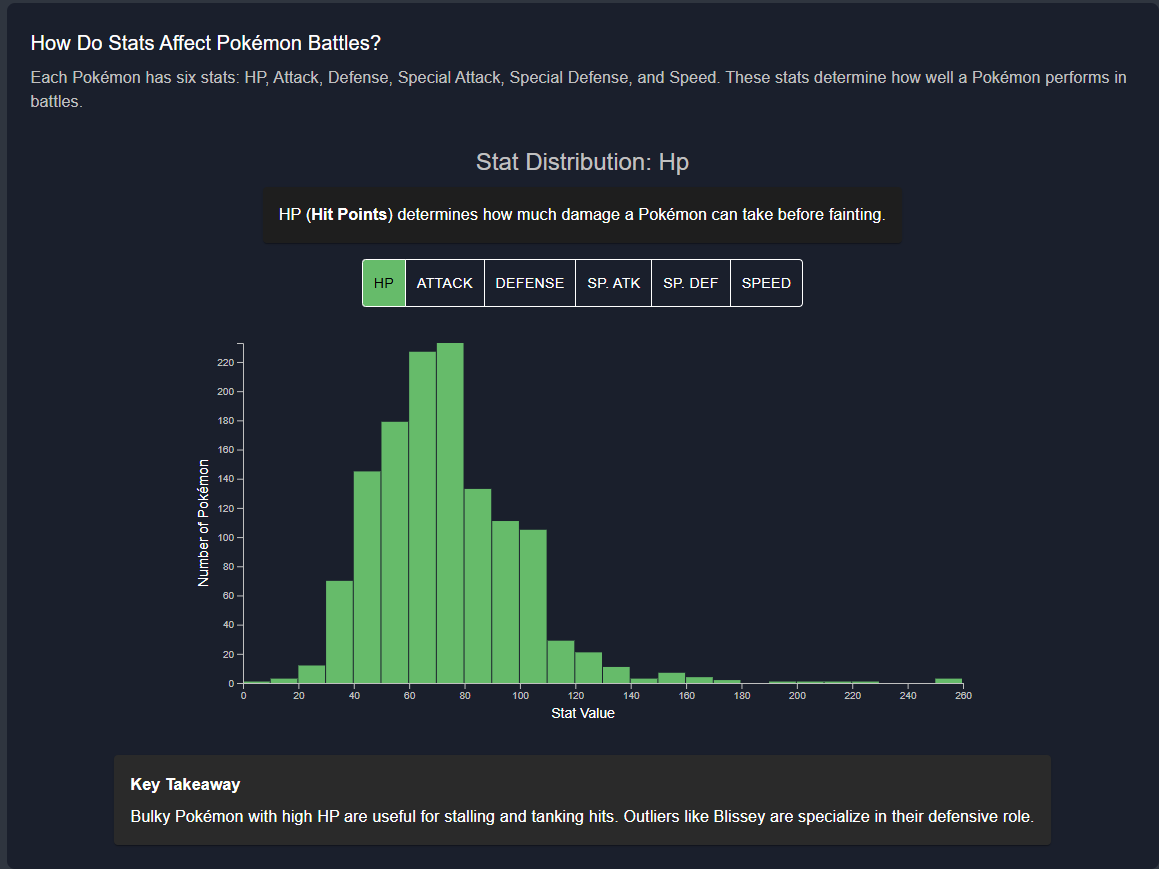 How Do Stats Affect Pokémon Battles?
Each Pokémon has six stats: HP, Attack, Defense, Special Attack, Special Defense, and Speed. These stats determine how well a Pokémon performs in
battles.
Stat Distribution: Hp
HP (Hit Points) determines how much damage a Pokémon can take before fainting.
HP ATTACK DEFENSE SP. ATK SP. DEF SPEED
220
200
180
160
140
120
100
80
60
40
20
0
Number of Pokémon
0 20 40 60 80 100 120 140 160 180 200 220 240 260
Stat Value
Key Takeaway
Bulky Pokémon with high HP are useful for stalling and tanking hits. Outliers like Blissey are specialize in their defensive role.